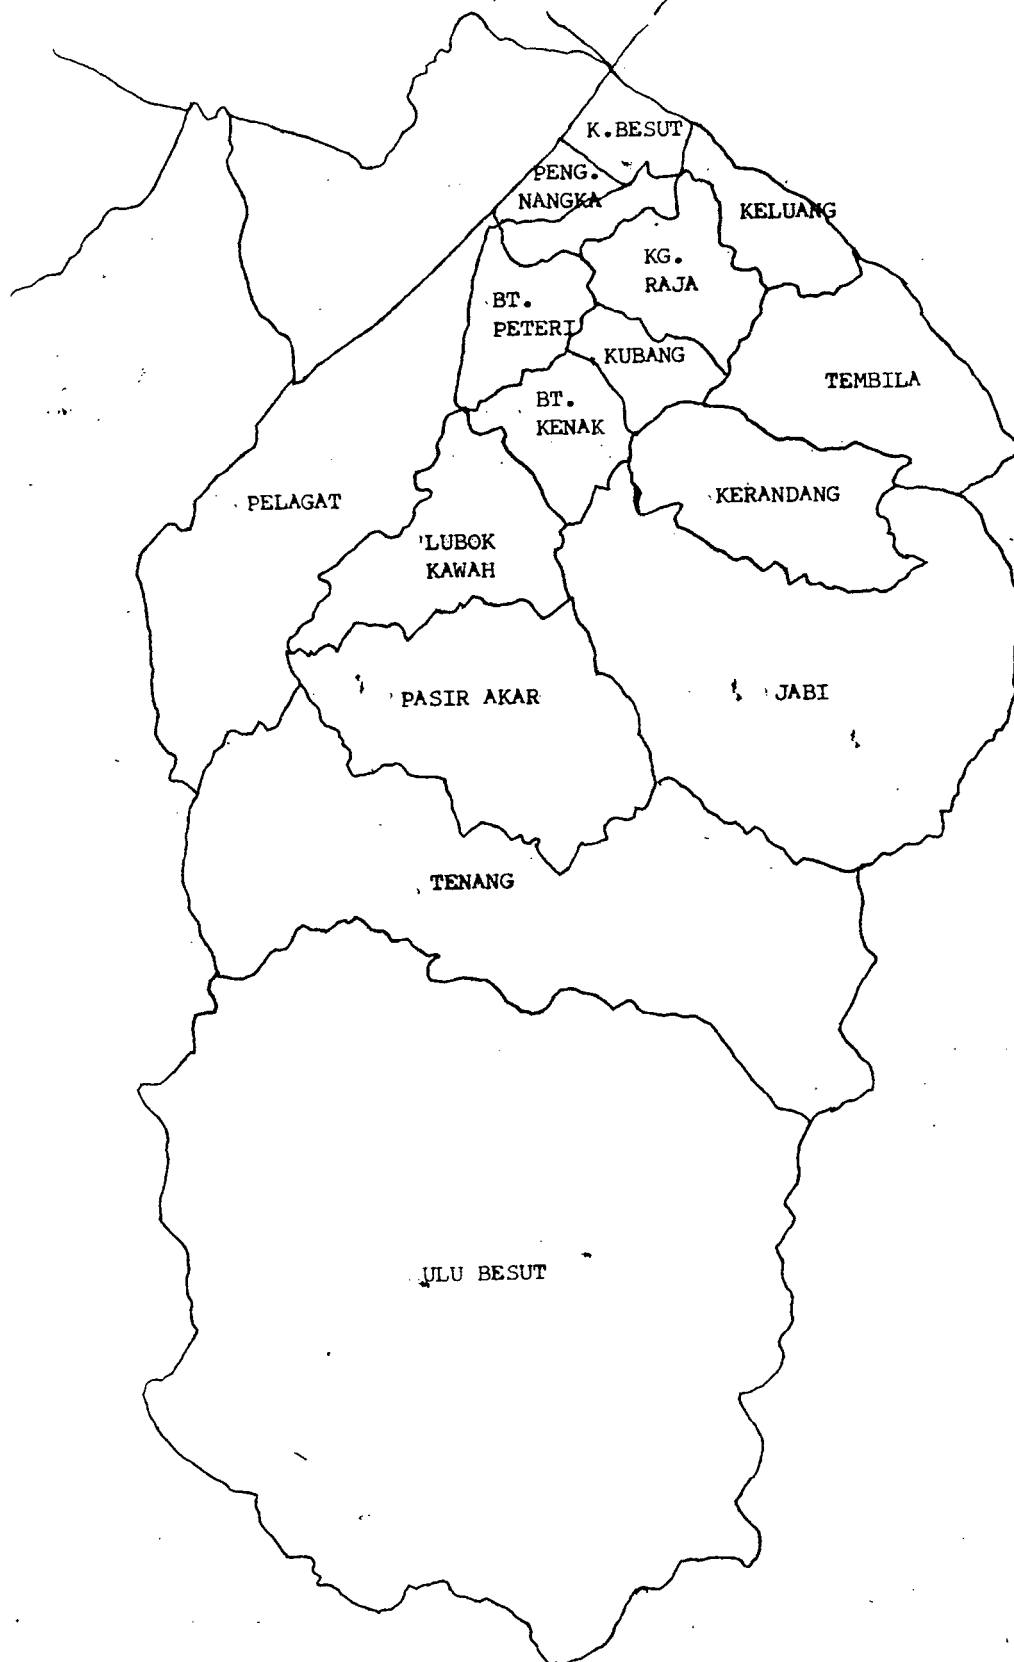 K.BESUT
PENG.
NANGKA
KELUANG
KG.
RAJA
BT.
PETERI
KUBANG
TEMBILA
BT.
KENAK
PELAGAT
KERANDANG
LUBOK
KAWAH
PASIR AKAR
JABI
TENANG
ULU BESUT